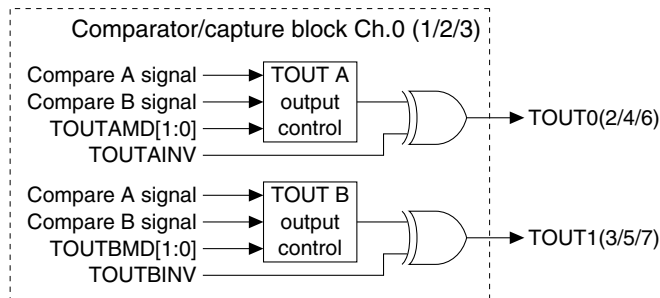 Comparator/capture block Ch.0 (1/2/3)
Compare A signal
Compare B signal
TOUTAMD[1:0]
TOUTAINV
TOUT A
output
control
TOUT0(2/4/6)
Compare A signal
Compare B signal
TOUTBMD[1:0]
TOUTBINV
TOUT B
output
control
TOUT1(3/5/7)